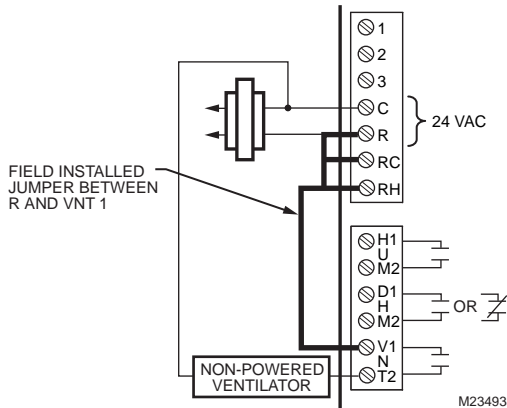 1
2
3
C
R
RC
RH
24 VAC
FIELD INSTALLED
JUMPER BETWEEN
R AND VNT 1
H1
U
M2
D1
H
M2
OR
V1
N
T2
NON-POWERED
VENTILATOR
M23493